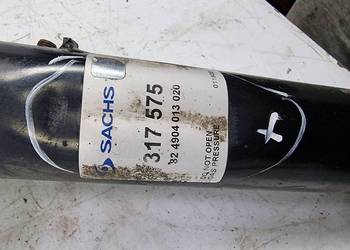 SACHS
317 575
82 4904 013 020
DO NOT OPEN
GAS PRESSURE